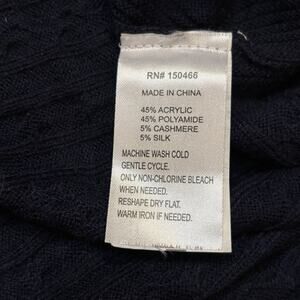 RN# 150466
MADE IN CHINA
45% ACRYLIC
45% POLYAMIDE
5% CASHMERE
5% SILK
MACHINE WASH COLD
GENTLE CYCLE.
ONLY NON-CHLORINE BLEACH
WHEN NEEDED.
RESHAPE DRY FLAT.
WARM IRON IF NEEDED.